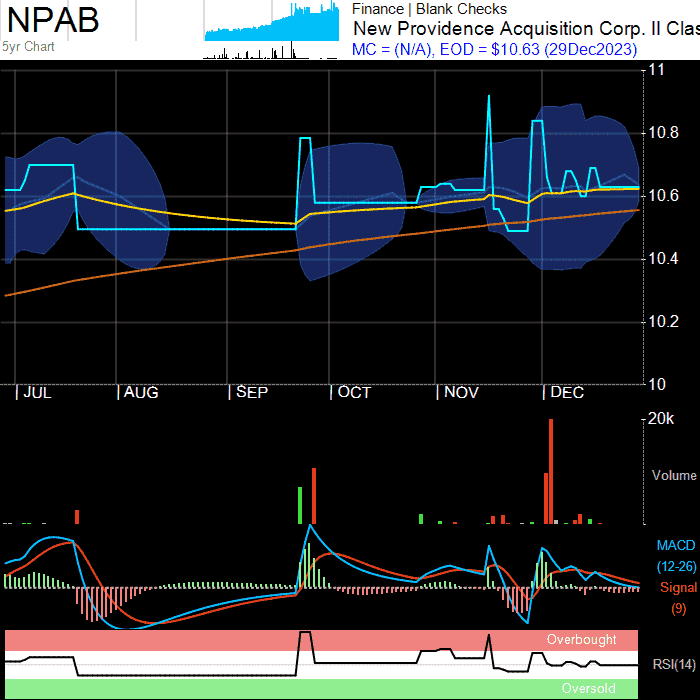 NPAB
5yr Chart
Finance | Blank Checks
New Providence Acquisition Corp. II Clas
MC = (N/A), EOD = $10.63 (29Dec2023)
11
10.8
10.6
10.4
10.2
10
JUL AUG SEP OCT NOV DEC
20k
Volume
MACD
(12-26)
Signal
(9)
Overbought
RSI(14)
Oversold